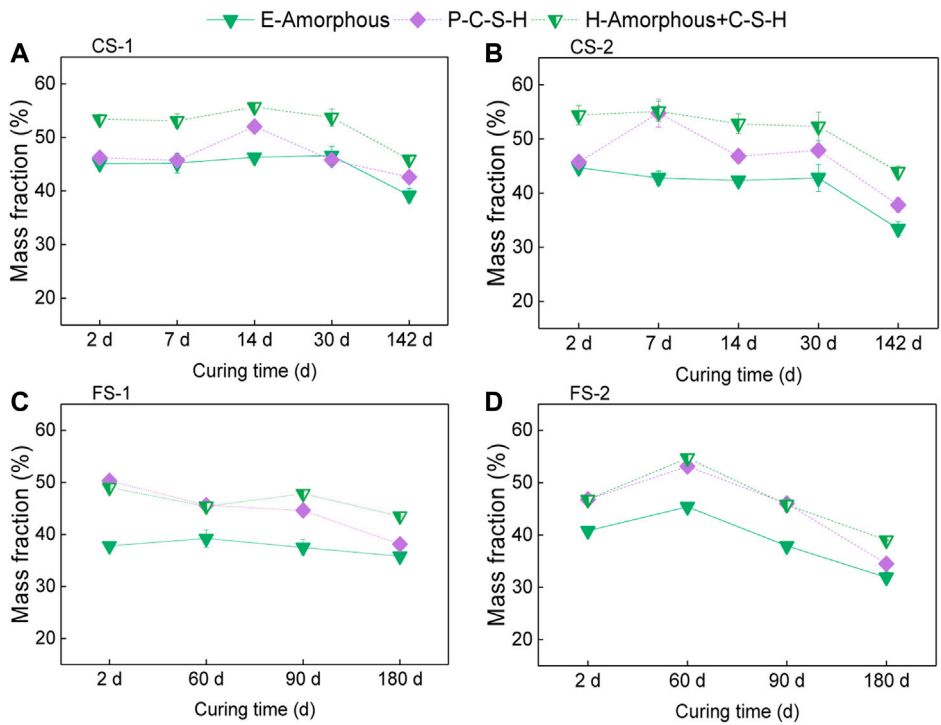 E-Amorphous P-C-S-H H-Amorphous+C-S-H
A CS-1
Mass fraction (%)
60
50
40
30
20
2 d 7 d 14 d 30 d 142 d
Curing time (d)
B CS-2
Mass fraction (%)
60
50
40
30
20
2 d 7 d 14 d 30 d 142 d
Curing time (d)
C FS-1
Mass fraction (%)
60
50
40
30
20
2 d 60 d 90 d 180 d
Curing time (d)
D FS-2
Mass fraction (%)
60
50
40
30
20
2 d 60 d 90 d 180 d
Curing time (d)